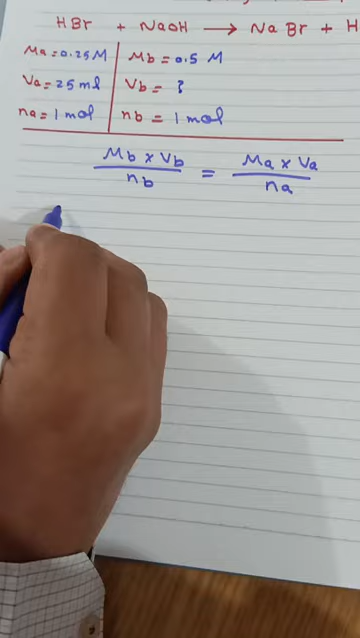 HBr + NaOH → NaBr + H
Ma = 0.25 M Mb = 0.5 M
Va = 25 ml Vb = ?
na = 1 mol nb = 1 mol
Mb × Vb / nb = Ma × Va / na